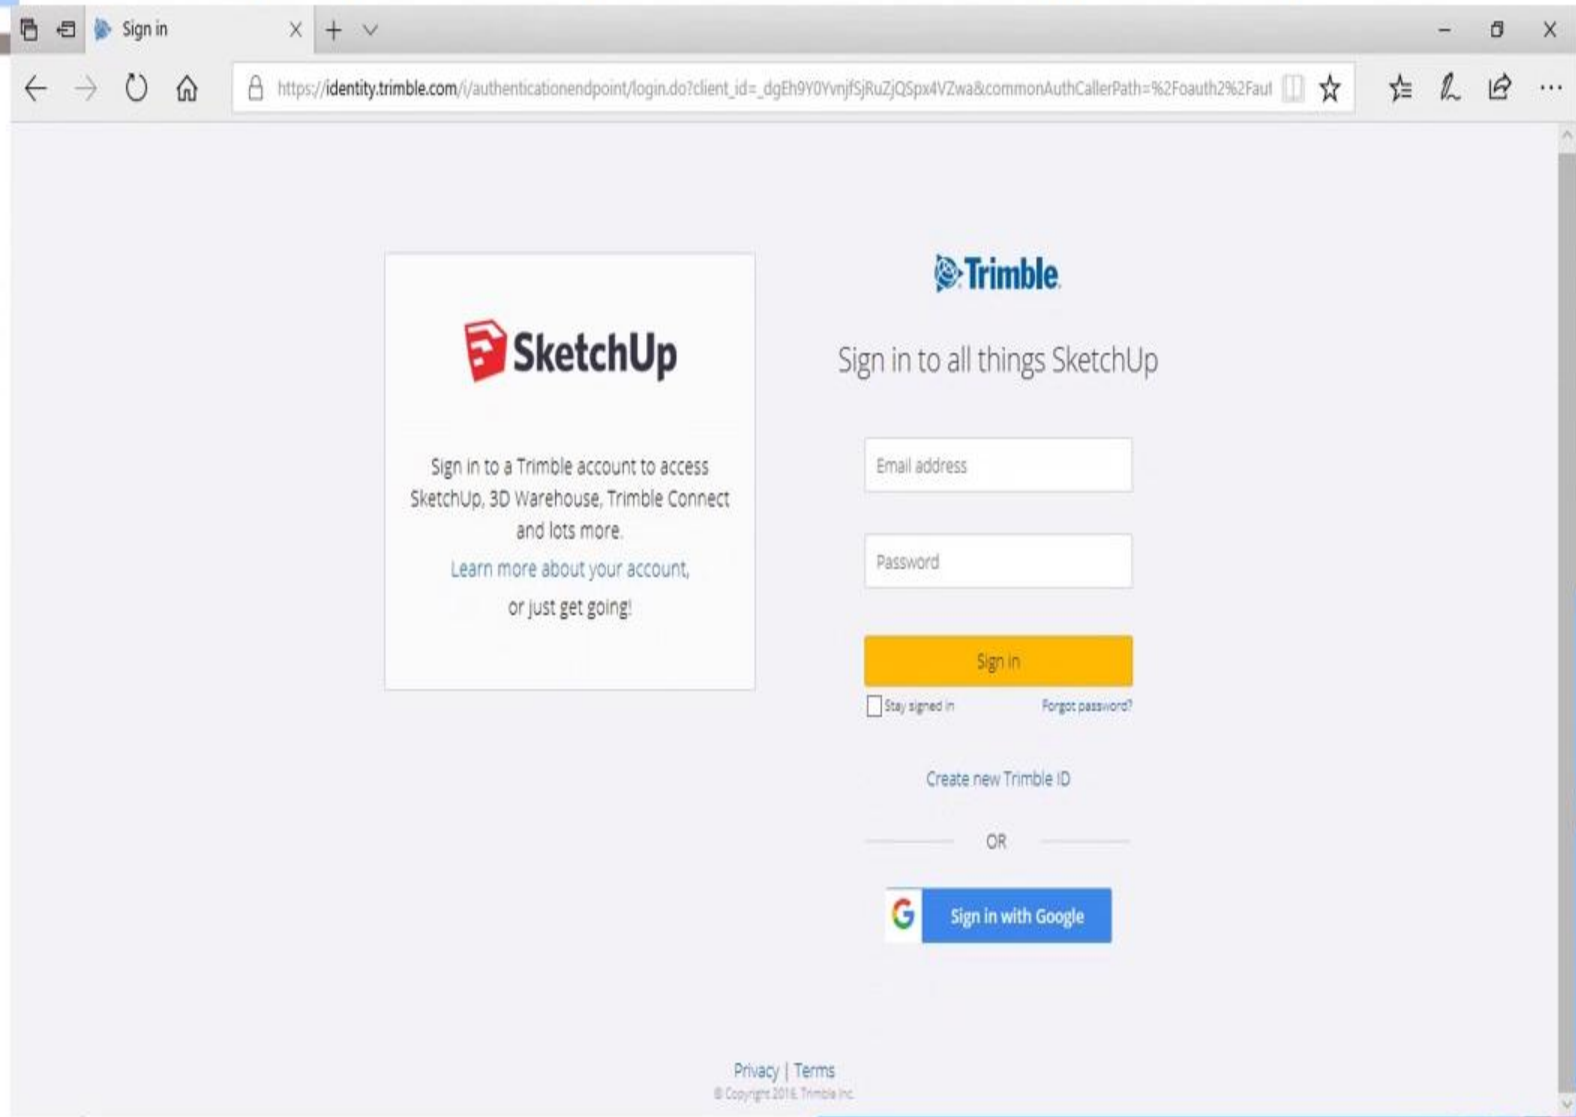 Sign in
https://identity.trimble.com/i/authenticationendpoint/login.do?client_id=_dgEh9Y0YvnjfSjRuZjQSpx4VZwa&commonAuthCallerPath=%2Foauth2%2Faut
SketchUp
Sign in to a Trimble account to access
SketchUp, 3D Warehouse, Trimble Connect
and lots more.
Learn more about your account,
or just get going!
Trimble
Sign in to all things SketchUp
Email address
Password
Sign in
Stay signed in Forgot password?
Create new Trimble ID
OR
G Sign in with Google
Privacy | Terms
© Copyright 2016, Trimble Inc.